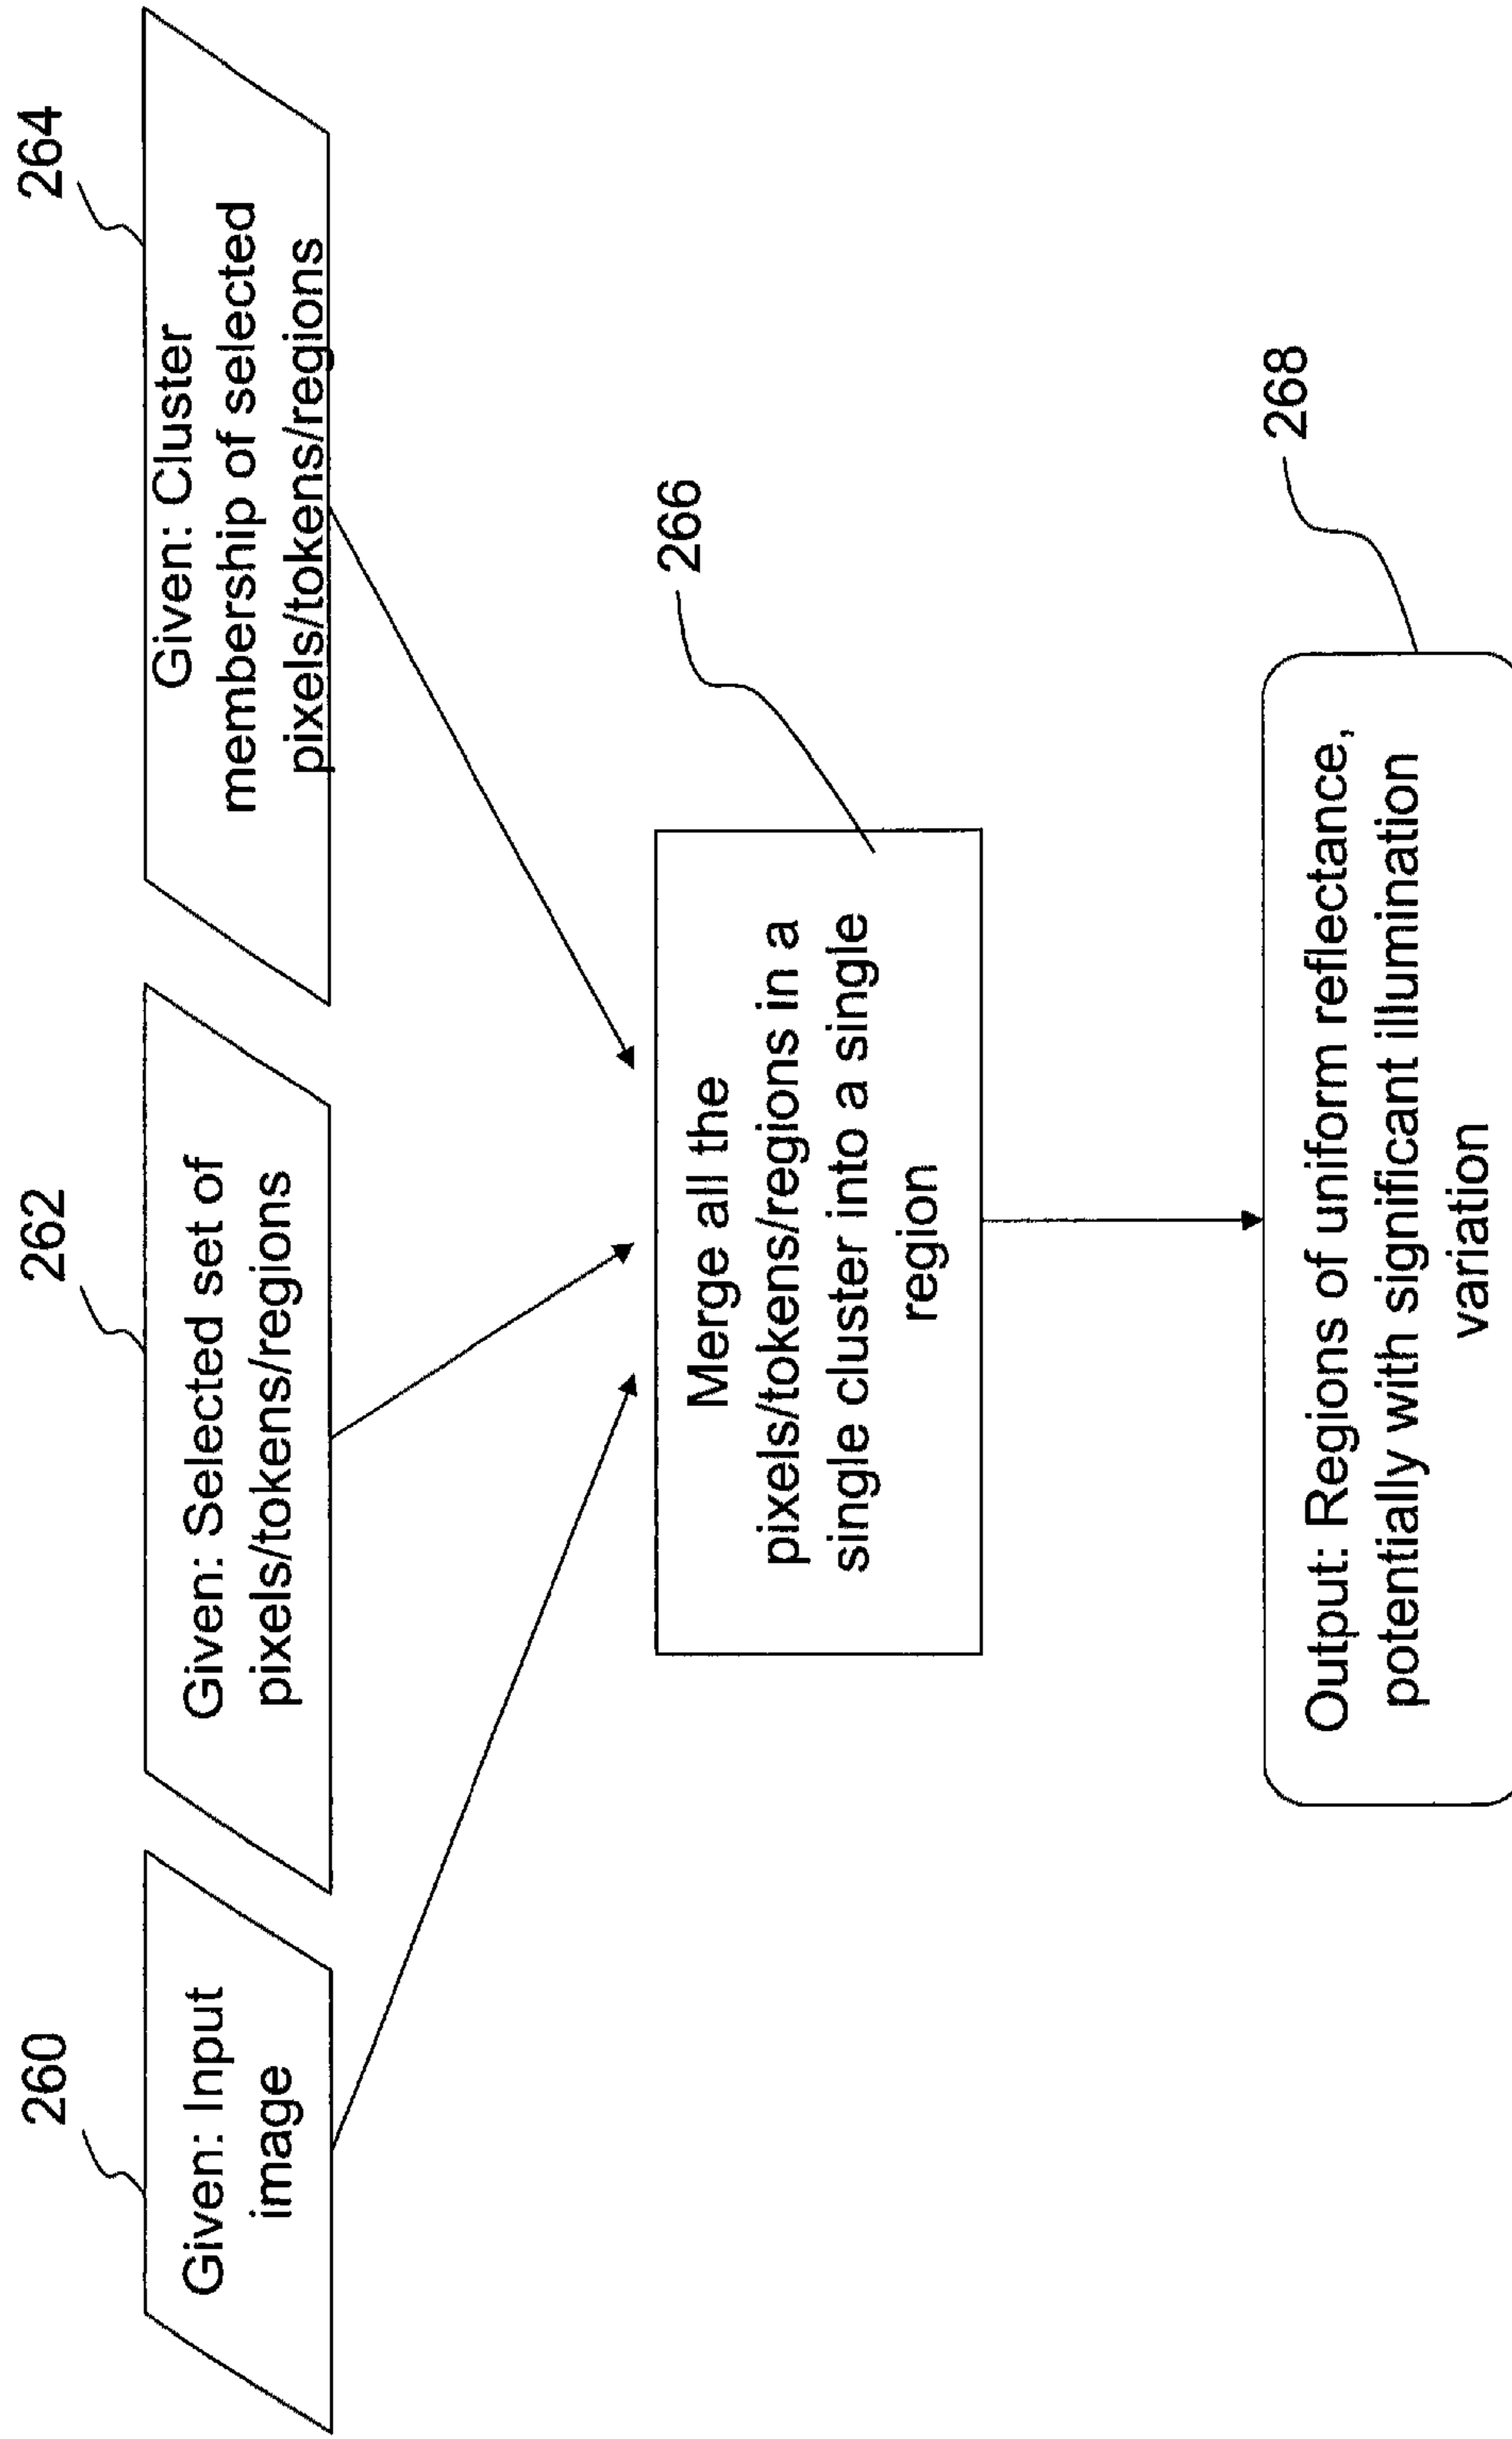 260
Given: Input
image
262
Given: Selected set of
pixels/tokens/regions
264
Given: Cluster
membership of selected
pixels/tokens/regions
266
Merge all the
pixels/tokens/regions in a
single cluster into a single
region
268
Output: Regions of uniform reflectance,
potentially with significant illumination
variation